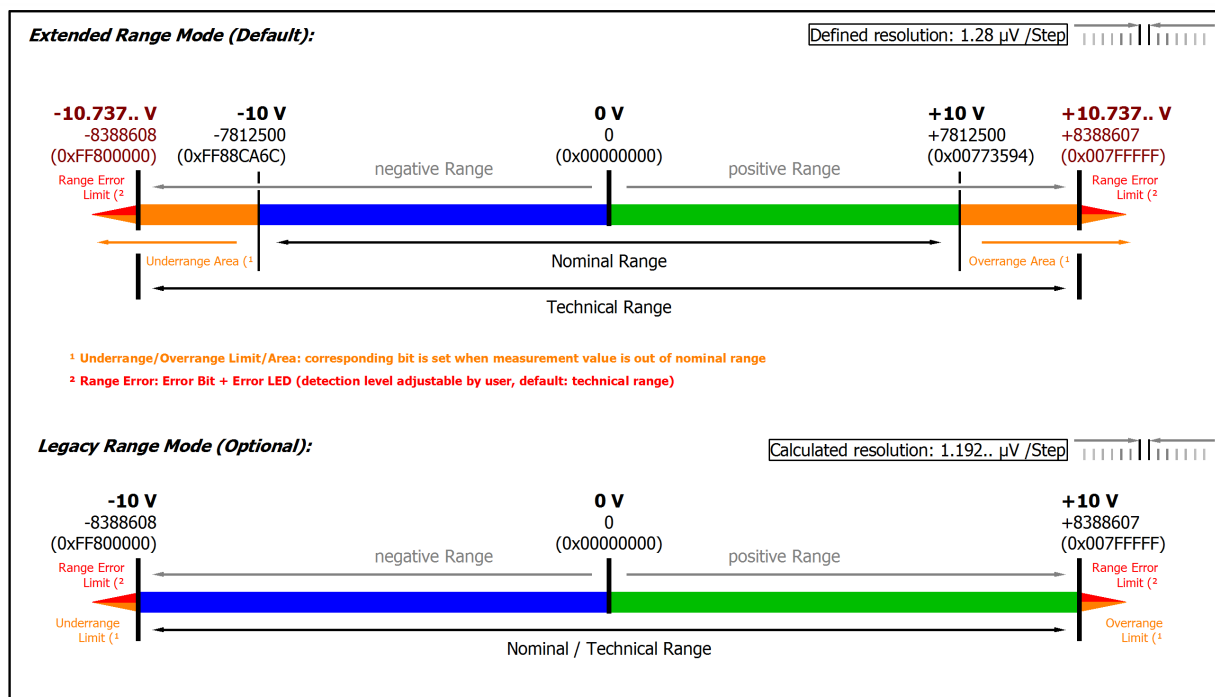 Extended Range Mode (Default):
Defined resolution: 1.28 µV /Step
-10.737.. V
-10 V
0 V
+10 V
+10.737.. V
-8388608
-7812500
0
+7812500
+8388607
(0xFF800000)
(0xFF88CA6C)
(0x00000000)
(0x00773594)
(0x007FFFFF)
negative Range
positive Range
Range Error
Limit (²
Range Error
Limit (²
Underrange Area (¹
Nominal Range
Overrange Area (¹
Technical Range
¹ Underrange/Overrange Limit/Area: corresponding bit is set when measurement value is out of nominal range
² Range Error: Error Bit + Error LED (detection level adjustable by user, default: technical range)
Legacy Range Mode (Optional):
Calculated resolution: 1.192.. µV /Step
-10 V
0 V
+10 V
-8388608
0
+8388607
(0xFF800000)
(0x00000000)
(0x007FFFFF)
negative Range
positive Range
Range Error
Limit (²
Range Error
Limit (²
Underrange
Limit (¹
Overrange
Limit (¹
Nominal / Technical Range